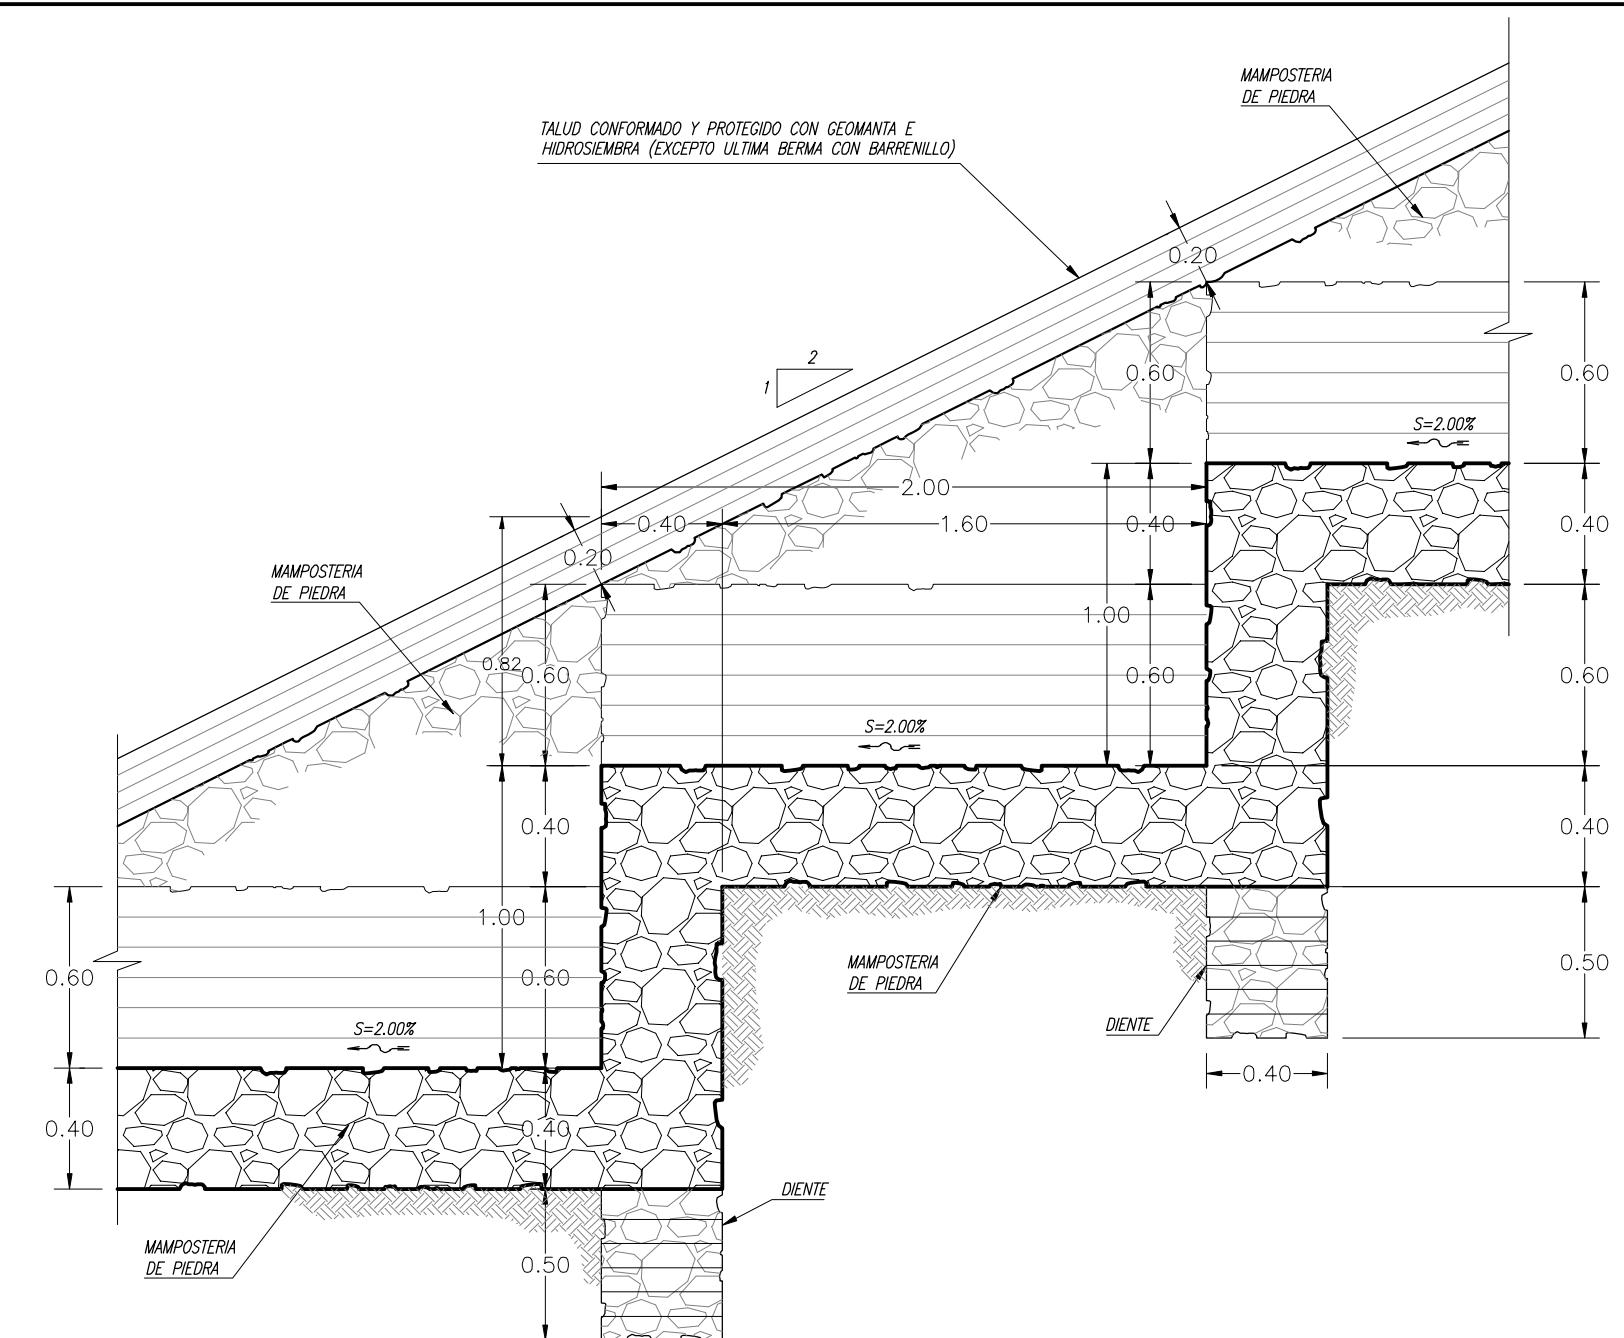 MAMPOSTERIA
DE PIEDRA
TALUD CONFORMADO Y PROTEGIDO CON GEOMANTA E
HIDROSIEMBRA (EXCEPTO ULTIMA BERMA CON BARRENILLO)
0.20
2
1
0.60
0.60
S=2.00%
2.00
0.40
1.60
0.40
0.40
0.20
MAMPOSTERIA
DE PIEDRA
1.00
0.82
0.60
0.60
0.60
S=2.00%
0.40
0.40
1.00
MAMPOSTERIA
DE PIEDRA
0.50
0.60
0.60
DIENTE
S=2.00%
0.40
0.40
0.40
DIENTE
MAMPOSTERIA
DE PIEDRA
0.50